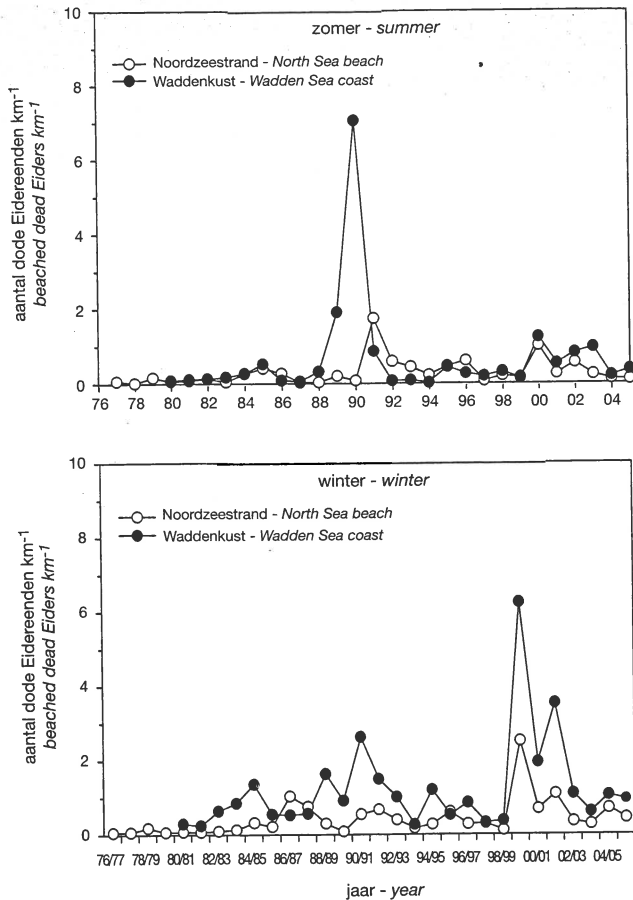 zomer - summer
Noordzeestrand - North Sea beach
Waddenkust - Wadden Sea coast
aantal dode Eidereenden km-1
beached dead Eiders km-1
10
8
6
4
2
0
76 78 80 82 84 86 88 90 92 94 96 98 00 02 04
winter - winter
Noordzeestrand - North Sea beach
Waddenkust - Wadden Sea coast
aantal dode Eidereenden km-1
beached dead Eiders km-1
10
8
6
4
2
0
76/77 78/79 80/81 82/83 84/85 86/87 88/89 90/91 92/93 94/95 96/97 98/99 00/01 02/03 04/05
jaar - year